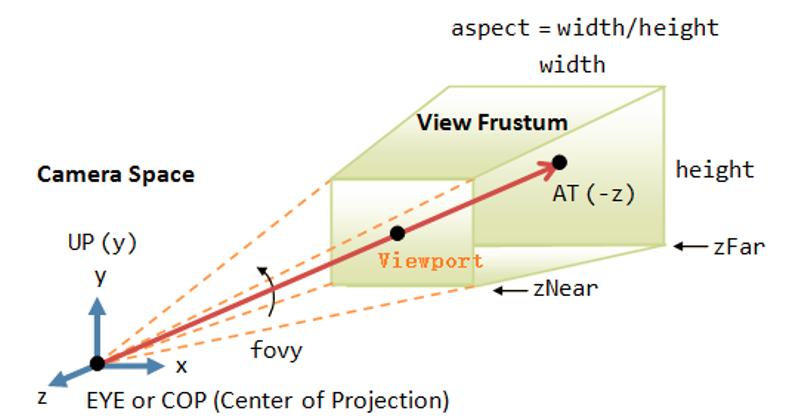 aspect = width/height
width
View Frustum
Camera Space
height
AT (-z)
UP (y)
Viewport
zFar
y
zNear
fovy
x
z
EYE or COP (Center of Projection)